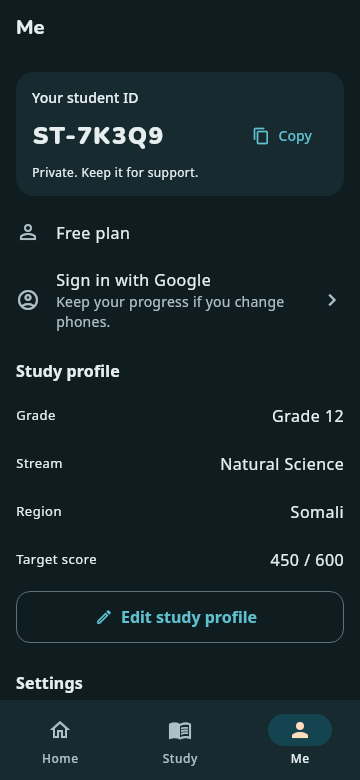 Me
Your student ID
ST-7K3Q9
Copy
Private. Keep it for support.
Free plan
Sign in with Google
Keep your progress if you change
phones.
Study profile
Grade
Grade 12
Stream
Natural Science
Region
Somali
Target score
450 / 600
Edit study profile
Settings
Home
Study
Me